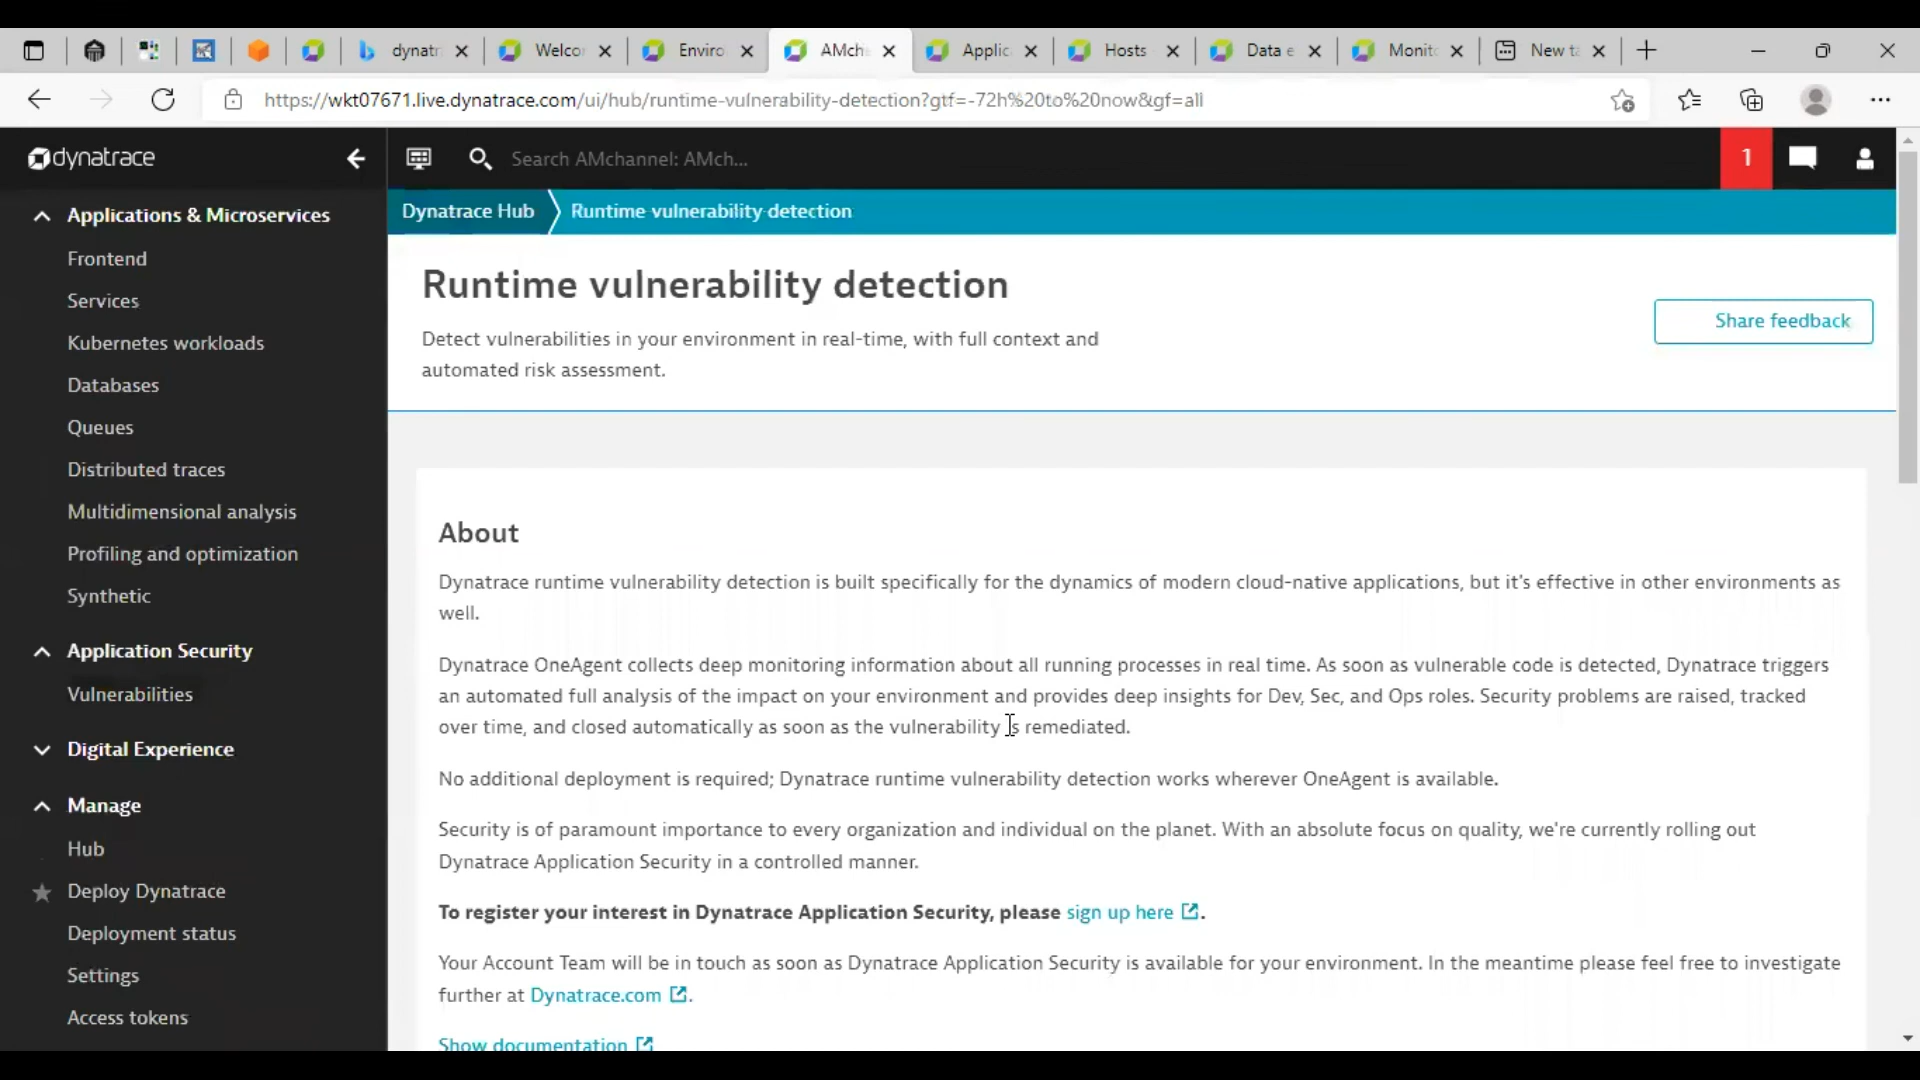 dynatr
Welco
Enviro
AMch
Applic
Hosts
Data e
Monito
New ta
https://wkt07671.live.dynatrace.com/ui/hub/runtime-vulnerability-detection?gtf=-72h%20to%20now&gf=all
dynatrace
Search AMchannel: AMch...
1
Dynatrace Hub
Runtime vulnerability detection
Applications & Microservices
Frontend
Services
Kubernetes workloads
Databases
Queues
Distributed traces
Multidimensional analysis
Profiling and optimization
Synthetic
Application Security
Vulnerabilities
Digital Experience
Manage
Hub
Deploy Dynatrace
Deployment status
Settings
Access tokens
Runtime vulnerability detection
Detect vulnerabilities in your environment in real-time, with full context and
automated risk assessment.
Share feedback
About
Dynatrace runtime vulnerability detection is built specifically for the dynamics of modern cloud-native applications, but it's effective in other environments as
well.
Dynatrace OneAgent collects deep monitoring information about all running processes in real time. As soon as vulnerable code is detected, Dynatrace triggers
an automated full analysis of the impact on your environment and provides deep insights for Dev, Sec, and Ops roles. Security problems are raised, tracked
over time, and closed automatically as soon as the vulnerability is remediated.
No additional deployment is required; Dynatrace runtime vulnerability detection works wherever OneAgent is available.
Security is of paramount importance to every organization and individual on the planet. With an absolute focus on quality, we're currently rolling out
Dynatrace Application Security in a controlled manner.
To register your interest in Dynatrace Application Security, please sign up here.
Your Account Team will be in touch as soon as Dynatrace Application Security is available for your environment. In the meantime please feel free to investigate
further at Dynatrace.com.
Show documentation